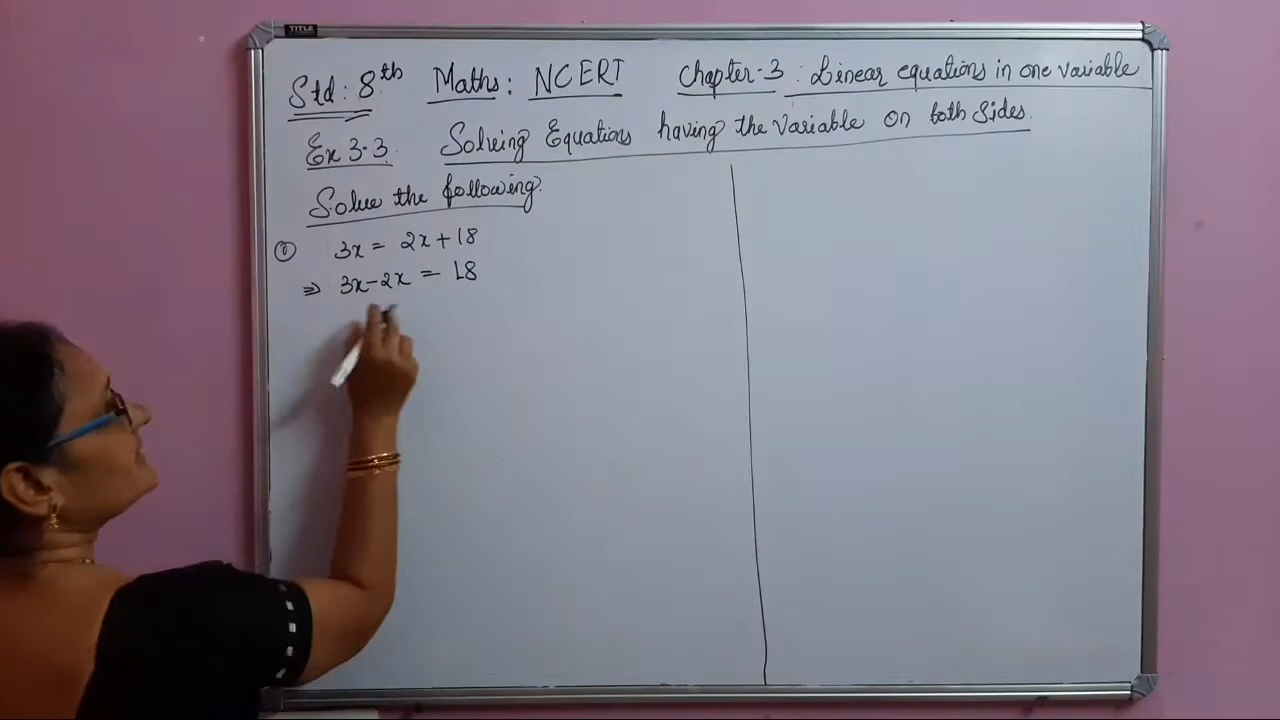 TITLE
Std: 8th Maths: NCERT Chapter-3: Linear equations in one variable
Ex 3.3. Solving Equations having the Variable on both Sides.
Solve the following.
① 3x = 2x+18
⇒ 3x-2x = 18